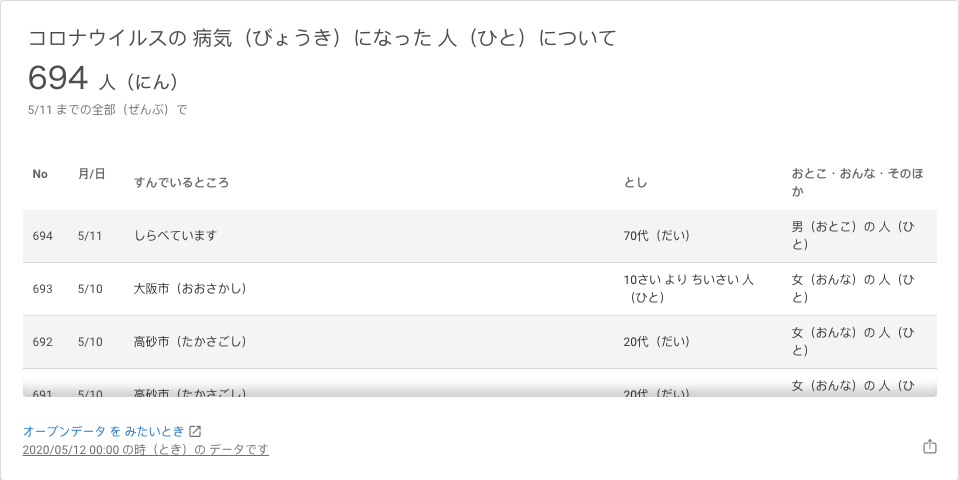 コロナウイルスの 病気（びょうき）になった 人（ひと）について
694 人（にん）
5/11 までの全部（ぜんぶ）で
No 月/日 すんでいるところ とし おとこ・おんな・そのほ
か
694 5/11 しらべています 70代（だい） 男（おとこ）の 人（ひ
と）
693 5/10 大阪市（おおさかし） 10さい より ちいさい 人
（ひと） 女（おんな）の 人（ひ
と）
692 5/10 高砂市（たかさごし） 20代（だい） 女（おんな）の 人（ひ
と）
691 5/10 高砂市（たかさごし） 20代（だい） 女（おんな）の 人（ひ
オープンデータ を みたいとき
2020/05/12 00:00 の時（とき）の データです